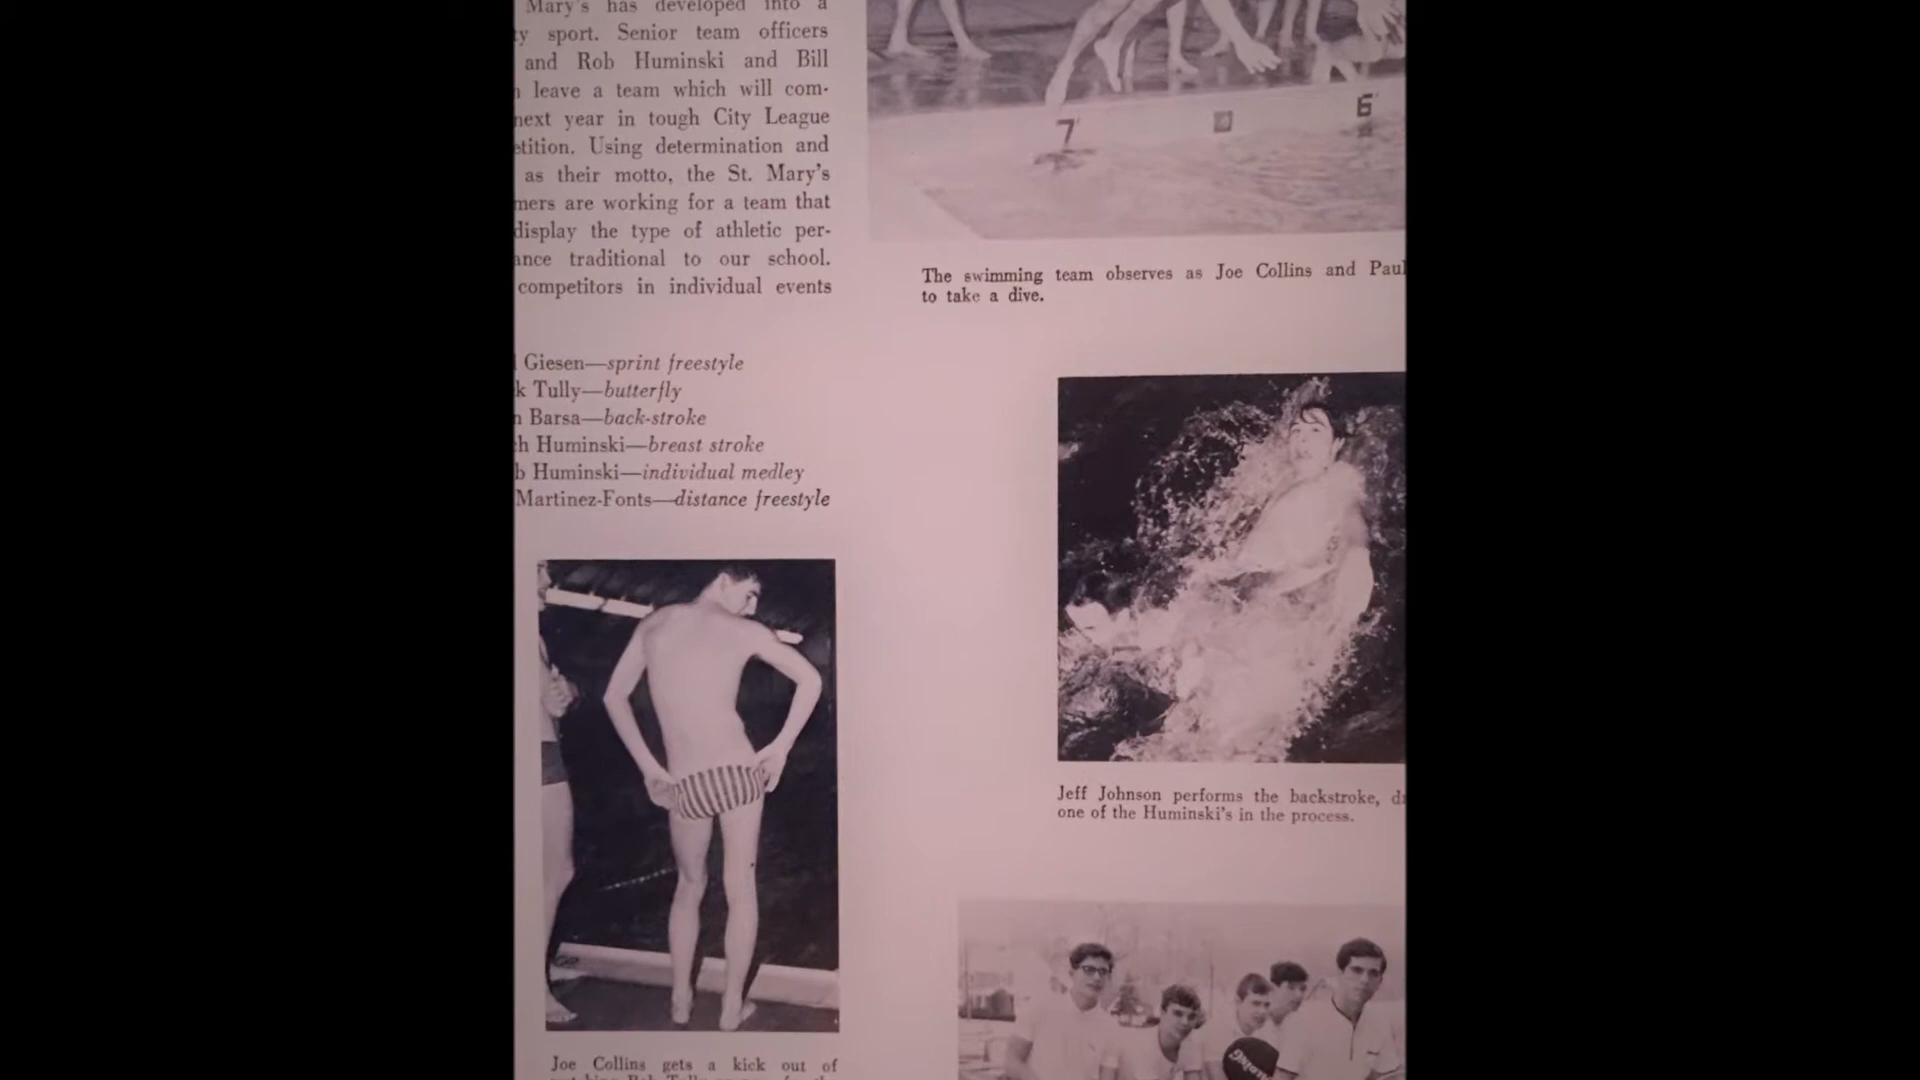 Mary's has developed into a
ty sport. Senior team officers
and Rob Huminski and Bill
leave a team which will com-
next year in tough City League
etition. Using determination and
as their motto, the St. Mary's
mers are working for a team that
display the type of athletic per-
ance traditional to our school.
competitors in individual events
Giesen—sprint freestyle
k Tully—butterfly
n Barsa—back-stroke
h Huminski—breast stroke
b Huminski—individual medley
Martinez-Fonts—distance freestyle
Joe Collins gets a kick out of
7'
6'
The swimming team observes as Joe Collins and Paul
to take a dive.
Jeff Johnson performs the backstroke,
one of the Huminski's in the process.